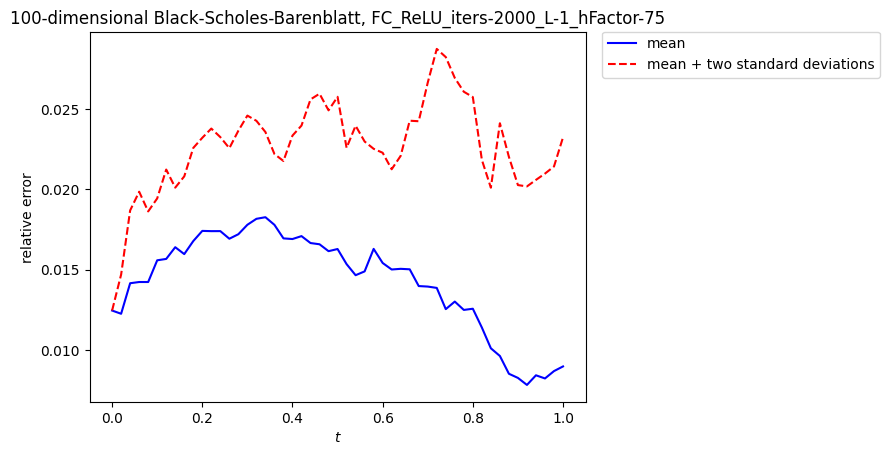 100-dimensional Black-Scholes-Barenblatt, FC_ReLU_iters-2000_L-1_hFactor-75
mean
mean + two standard deviations
relative error
0.025
0.020
0.015
0.010
0.0
0.2
0.4
0.6
0.8
1.0
t